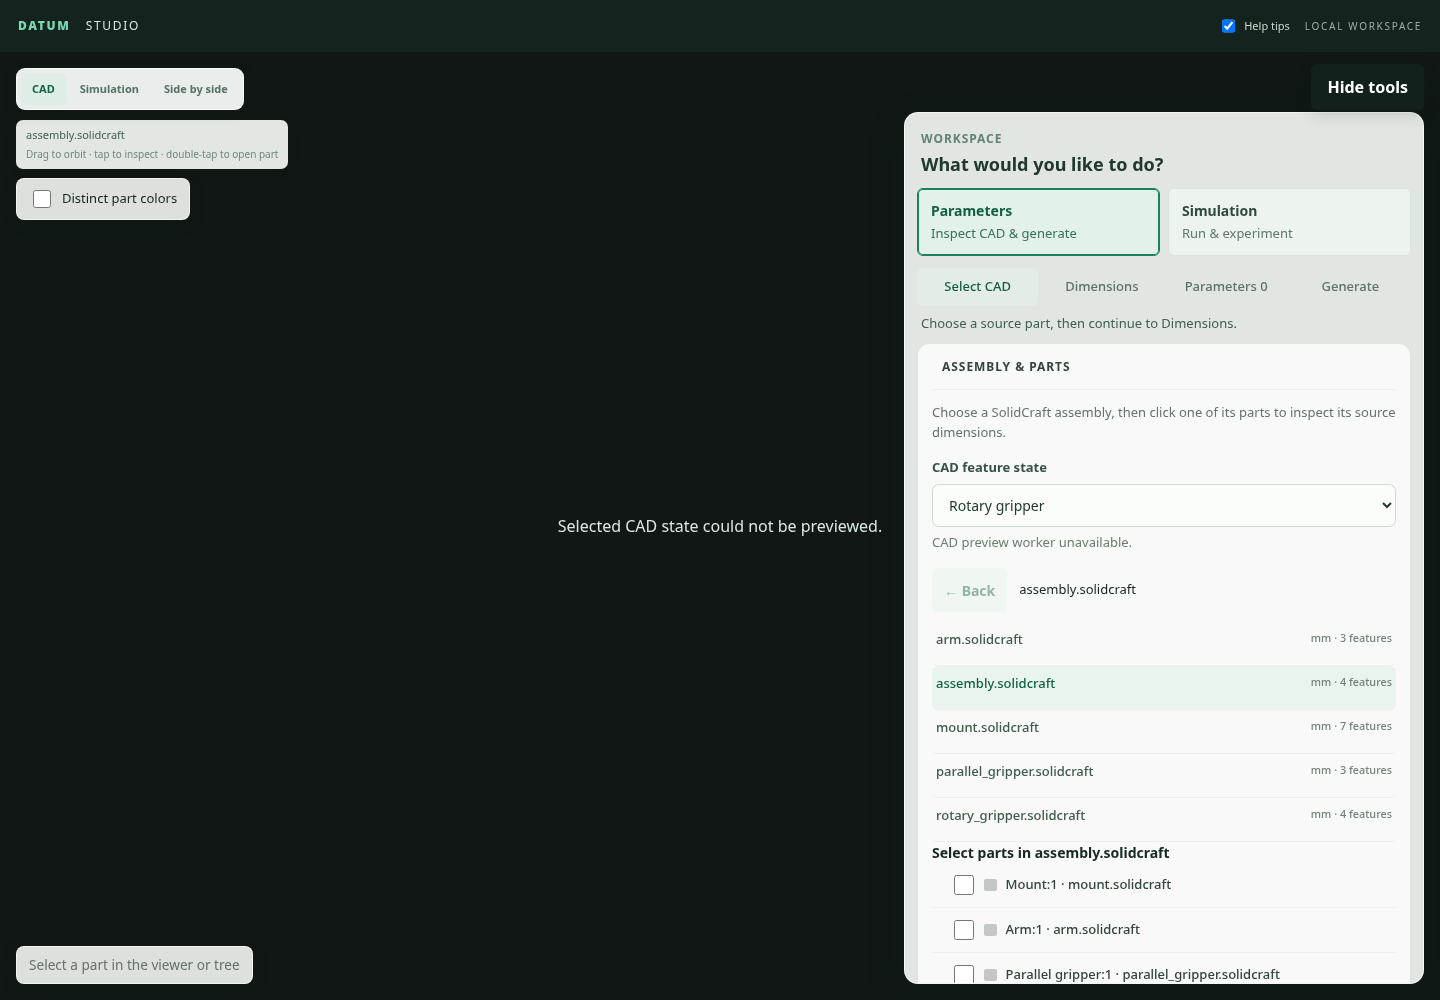 DATUM STUDIO
Help tips
LOCAL WORKSPACE
CAD Simulation Side by side
assembly.solidcraft
Drag to orbit · tap to inspect · double-tap to open part
Distinct part colors
Selected CAD state could not be previewed.
Select a part in the viewer or tree
Hide tools
WORKSPACE
What would you like to do?
Parameters
Inspect CAD & generate
Simulation
Run & experiment
Select CAD Dimensions Parameters 0 Generate
Choose a source part, then continue to Dimensions.
ASSEMBLY & PARTS
Choose a SolidCraft assembly, then click one of its parts to inspect its source
dimensions.
CAD feature state
Rotary gripper
CAD preview worker unavailable.
← Back assembly.solidcraft
arm.solidcraft mm · 3 features
assembly.solidcraft mm · 4 features
mount.solidcraft mm · 7 features
parallel_gripper.solidcraft mm · 3 features
rotary_gripper.solidcraft mm · 4 features
Select parts in assembly.solidcraft
Mount:1 · mount.solidcraft
Arm:1 · arm.solidcraft
Parallel gripper:1 · parallel_gripper.solidcraft